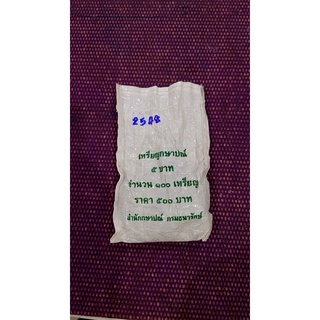 2548
เหรียญกษาปณ์
๕ บาท
จำนวน ๑๐๐ เหรียญ
ราคา ๕๐๐ บาท
สำนักกษาปณ์ กรมธนารักษ์